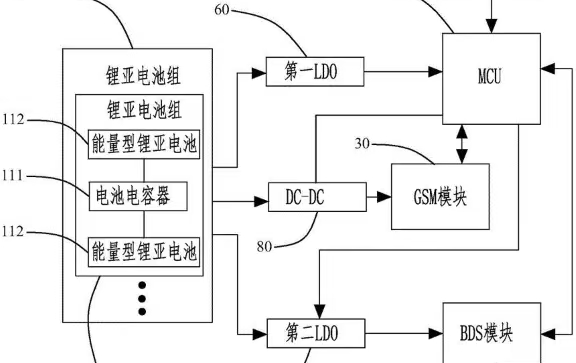 60
锂亚电池组
第一LDO
MCU
锂亚电池组
112
能量型锂亚电池
30
111
电池电容器
DC-DC
GSM模块
112
能量型锂亚电池
80
第二LDO
BDS模块